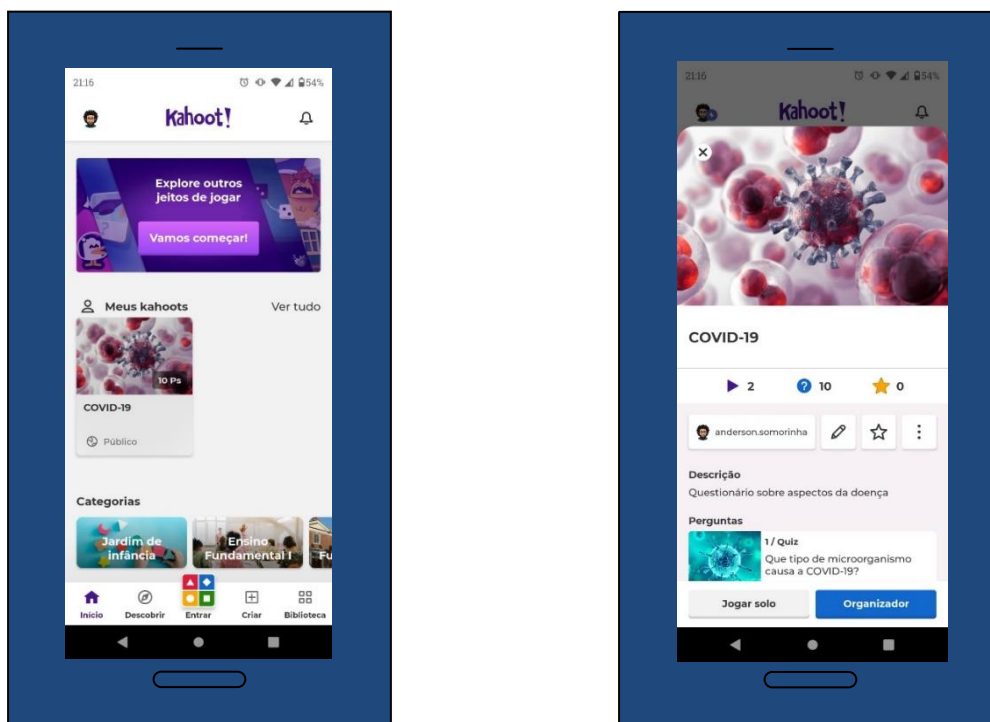 21:16
54%
Kahoot!
Explore outros
jeitos de jogar
Vamos começar!
Meus kahoots
Ver tudo
10 Ps
COVID-19
Público
Categorias
Jardim de
infância
Ensino
Fundamental I
Fu
Início
Descobrir
Entrar
Criar
Biblioteca
21:16
54%
Kahoot!
COVID-19
2
10
0
anderson.somorinha
Descrição
Questionário sobre aspectos da doença
Perguntas
1 / Quiz
Que tipo de microorganismo
causa a COVID-19?
Jogar solo
Organizador